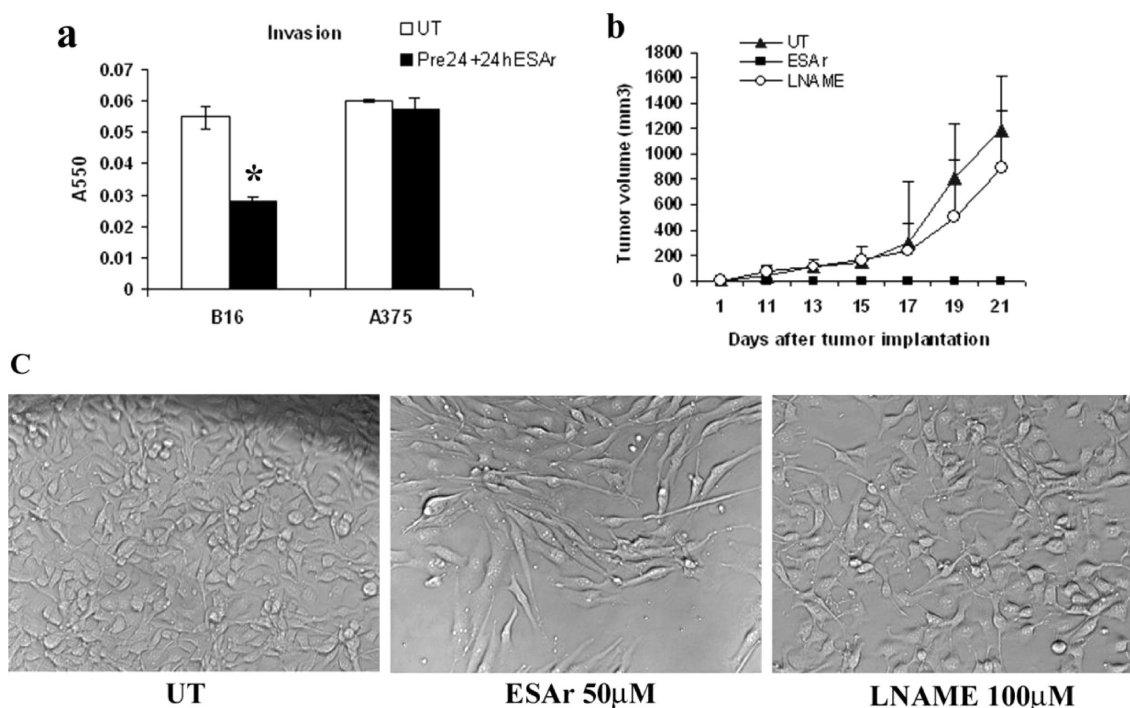 a
Invasion
UT
Pre24+24hESAr
0.07
0.06
0.05
0.04
0.03
0.02
0.01
0
A550
*
B16 A375
b
UT
ESAr
LNAME
1800
1600
1400
1200
1000
800
600
400
200
0
Tumor volume (mm3)
1 11 13 15 17 19 21
Days after tumor implantation
C
UT ESAr 50μM LNAME 100μM